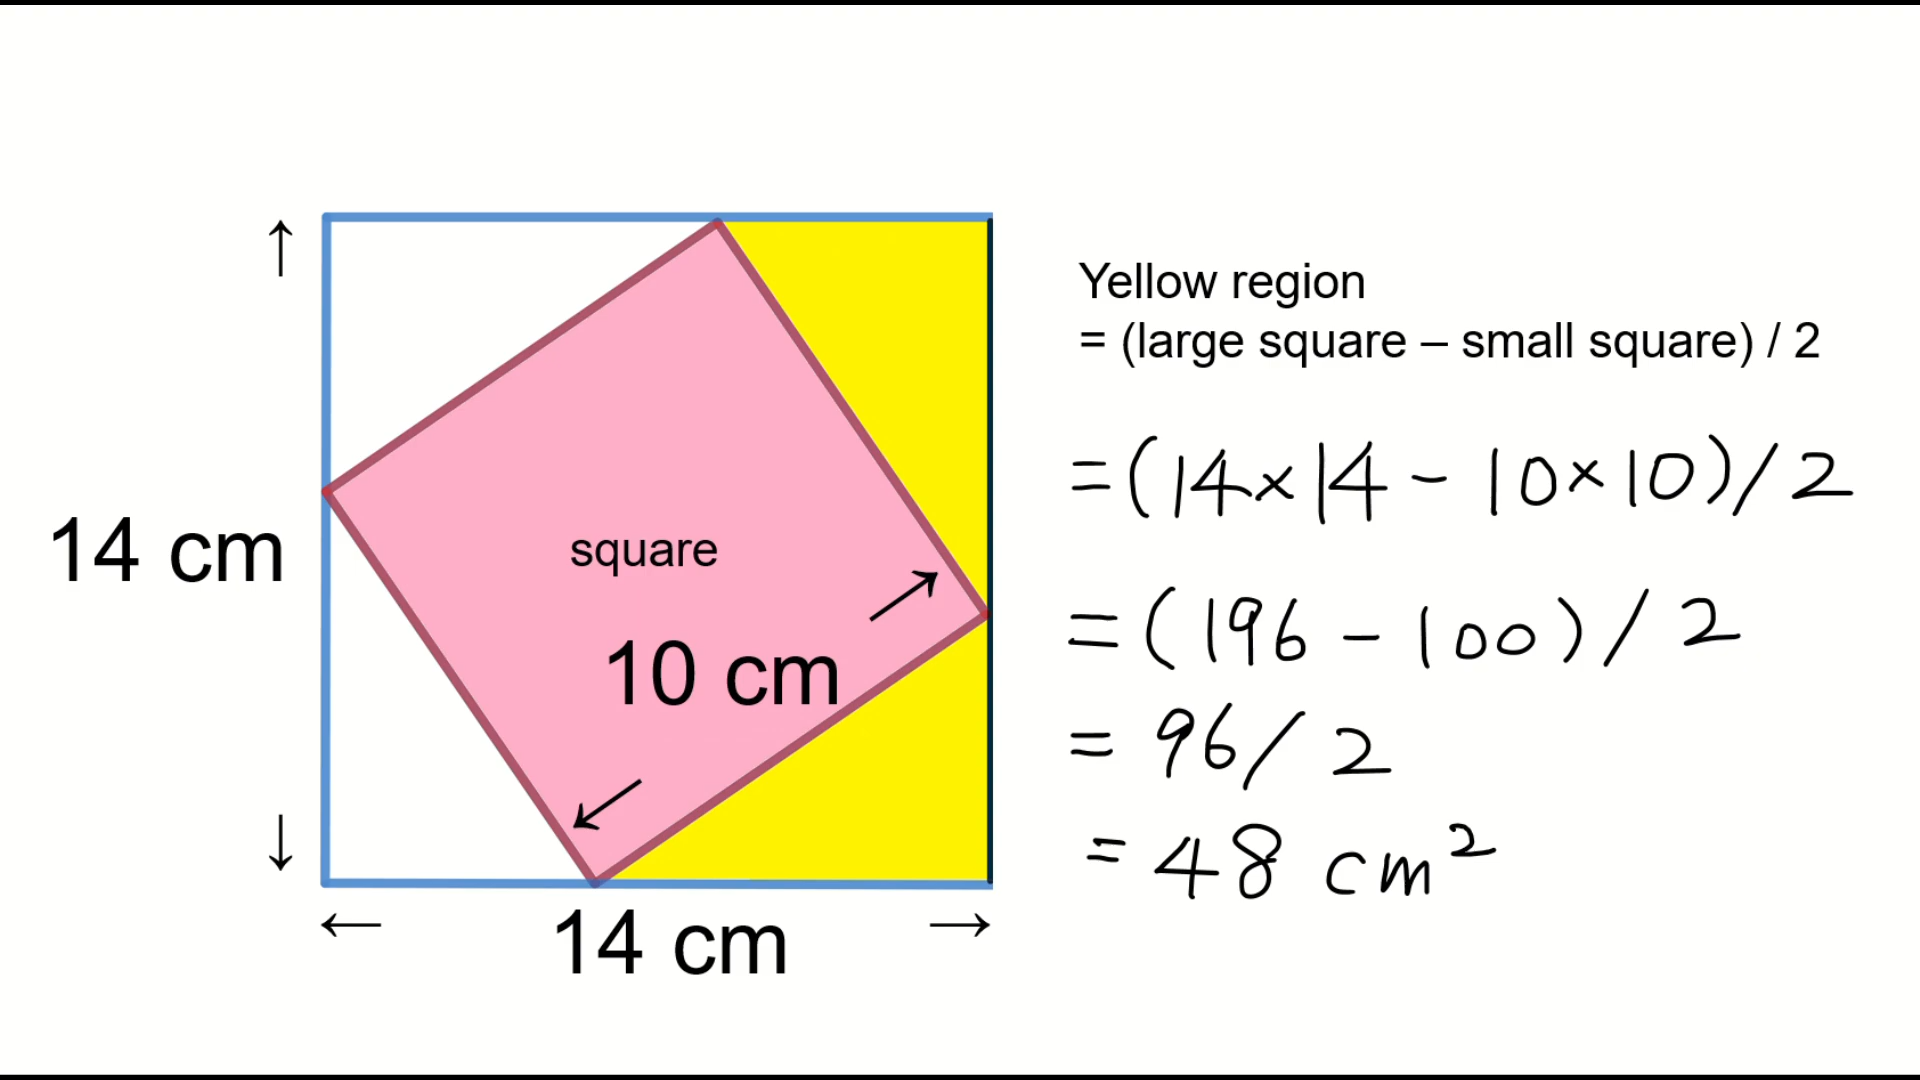 ↑
14 cm
↓
square
10 cm
← →
14 cm
Yellow region
= (large square – small square) / 2
=(14×14 - 10×10)/2
=(196 - 100)/2
= 96/2
= 48 cm²